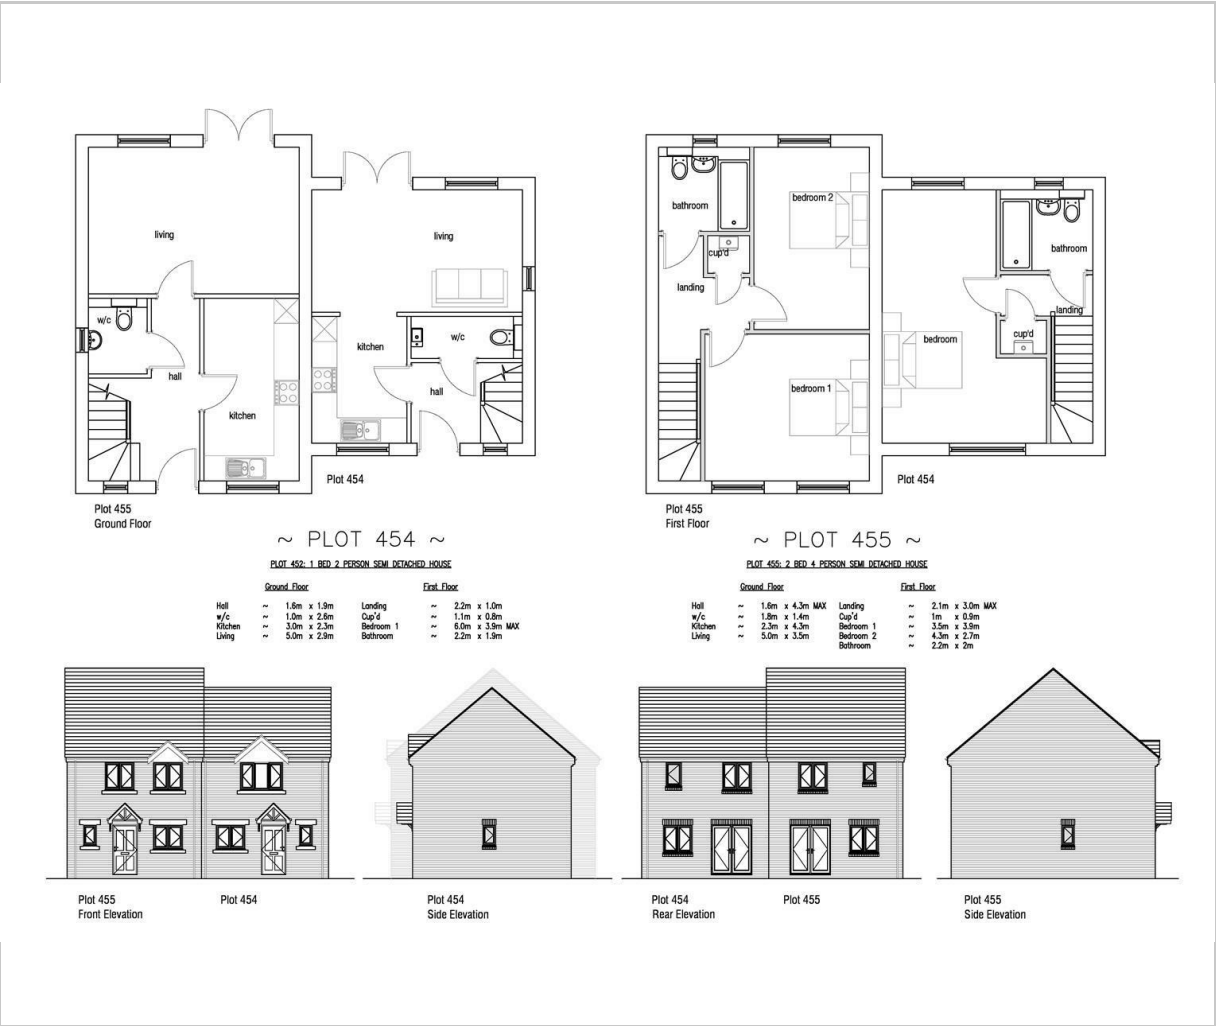 living
living
w/c
w/c
kitchen
hall
hall
kitchen
Plot 454
Plot 455
Ground Floor
bathroom
bedroom 2
bathroom
cup'd
landing
landing
cup'd
bedroom
bedroom 1
Plot 454
Plot 455
First Floor
~ PLOT 454 ~
PLOT 452: 1 BED 2 PERSON SEMI DETACHED HOUSE
Ground Floor First Floor
Hall ~ 1.6m x 1.9m Landing ~ 2.2m x 1.0m
w/c ~ 1.0m x 2.6m Cup'd ~ 1.1m x 0.8m
Kitchen ~ 3.0m x 2.3m Bedroom 1 ~ 6.0m x 3.9m MAX
Living ~ 5.0m x 2.9m Bathroom ~ 2.2m x 1.9m
~ PLOT 455 ~
PLOT 455: 2 BED 4 PERSON SEMI DETACHED HOUSE
Ground Floor First Floor
Hall ~ 1.6m x 4.3m MAX Landing ~ 2.1m x 3.0m MAX
w/c ~ 1.8m x 1.4m Cup'd ~ 1m x 0.9m
Kitchen ~ 2.3m x 4.3m Bedroom 1 ~ 3.5m x 3.9m
Living ~ 5.0m x 3.5m Bedroom 2 ~ 4.3m x 2.7m
Bathroom ~ 2.2m x 2m
Plot 455 Plot 454
Front Elevation
Plot 454
Side Elevation
Plot 454 Plot 455
Rear Elevation
Plot 455
Side Elevation